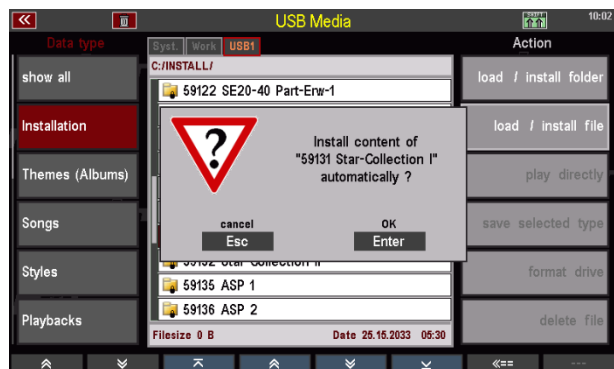 USB Media
10:02
Data type
Syst. Work USB1
Action
C:/INSTALL/
show all
59122 SE20-40 Part-Erw-1
load / install folder
Installation
Install content of
"59131 Star-Collection I"
automatically ?
load / install file
Themes (Albums)
play directly
Songs
cancel
OK
Esc
Enter
save selected type
Styles
59135 ASP 1
format drive
59136 ASP 2
Playbacks
Filesize 0 B
Date 25.15.2033 05:30
delete file
«==
---